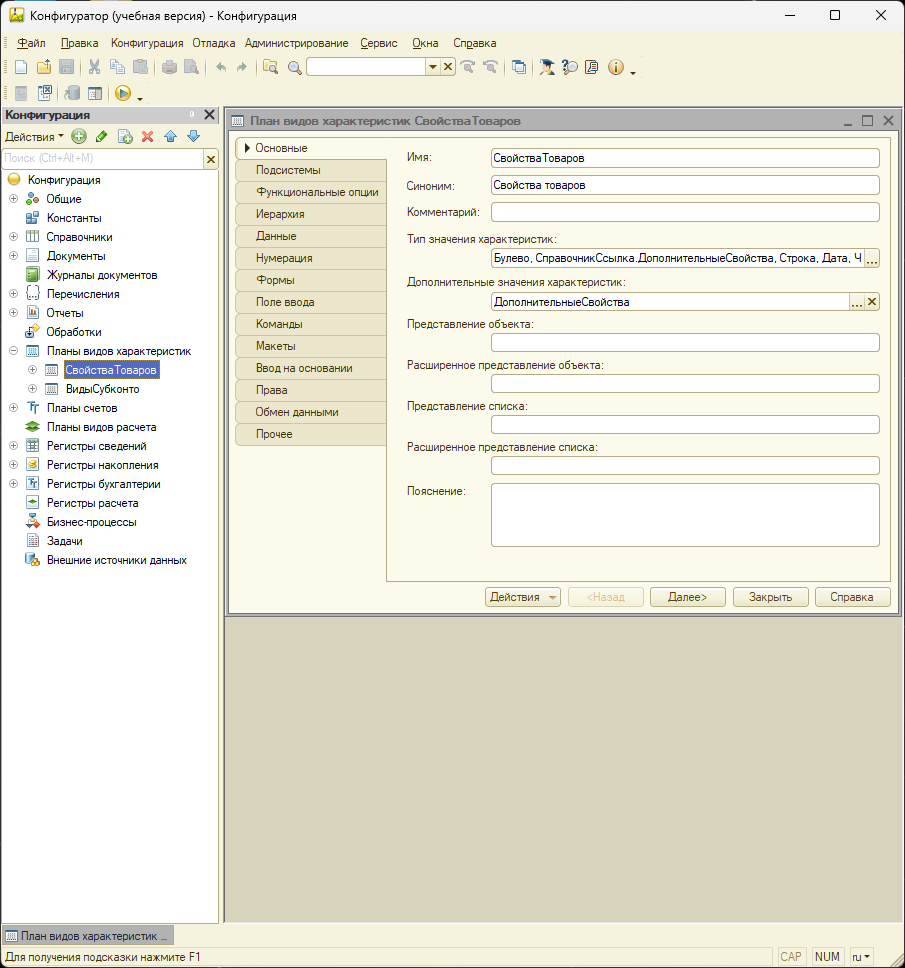 Конфигуратор (учебная версия) - Конфигурация
Файл Правка Конфигурация Отладка Администрирование Сервис Окна Справка
Конфигурация
Действия
Поиск (Ctrl+Alt+M)
Конфигурация
Общие
Константы
Справочники
Документы
Журналы документов
Перечисления
Отчеты
Обработки
Планы видов характеристик
СвойстваТоваров
ВидыСубконто
Планы счетов
Планы видов расчета
Регистры сведений
Регистры накопления
Регистры бухгалтерии
Регистры расчета
Бизнес-процессы
Задачи
Внешние источники данных
План видов характеристик СвойстваТоваров
Основные
Подсистемы
Функциональные опции
Иерархия
Данные
Нумерация
Формы
Поле ввода
Команды
Макеты
Ввод на основании
Права
Обмен данными
Прочее
Имя: СвойстваТоваров
Синоним: Свойства товаров
Комментарий:
Тип значения характеристик:
Булево, СправочникСсылка.ДополнительныеСвойства, Строка, Дата, Ч ...
Дополнительные значения характеристик:
ДополнительныеСвойства ...
Представление объекта:
Расширенное представление объекта:
Представление списка:
Расширенное представление списка:
Пояснение:
Действия <Назад Далее> Закрыть Справка
План видов характеристик ...
Для получения подсказки нажмите F1 CAP NUM ru